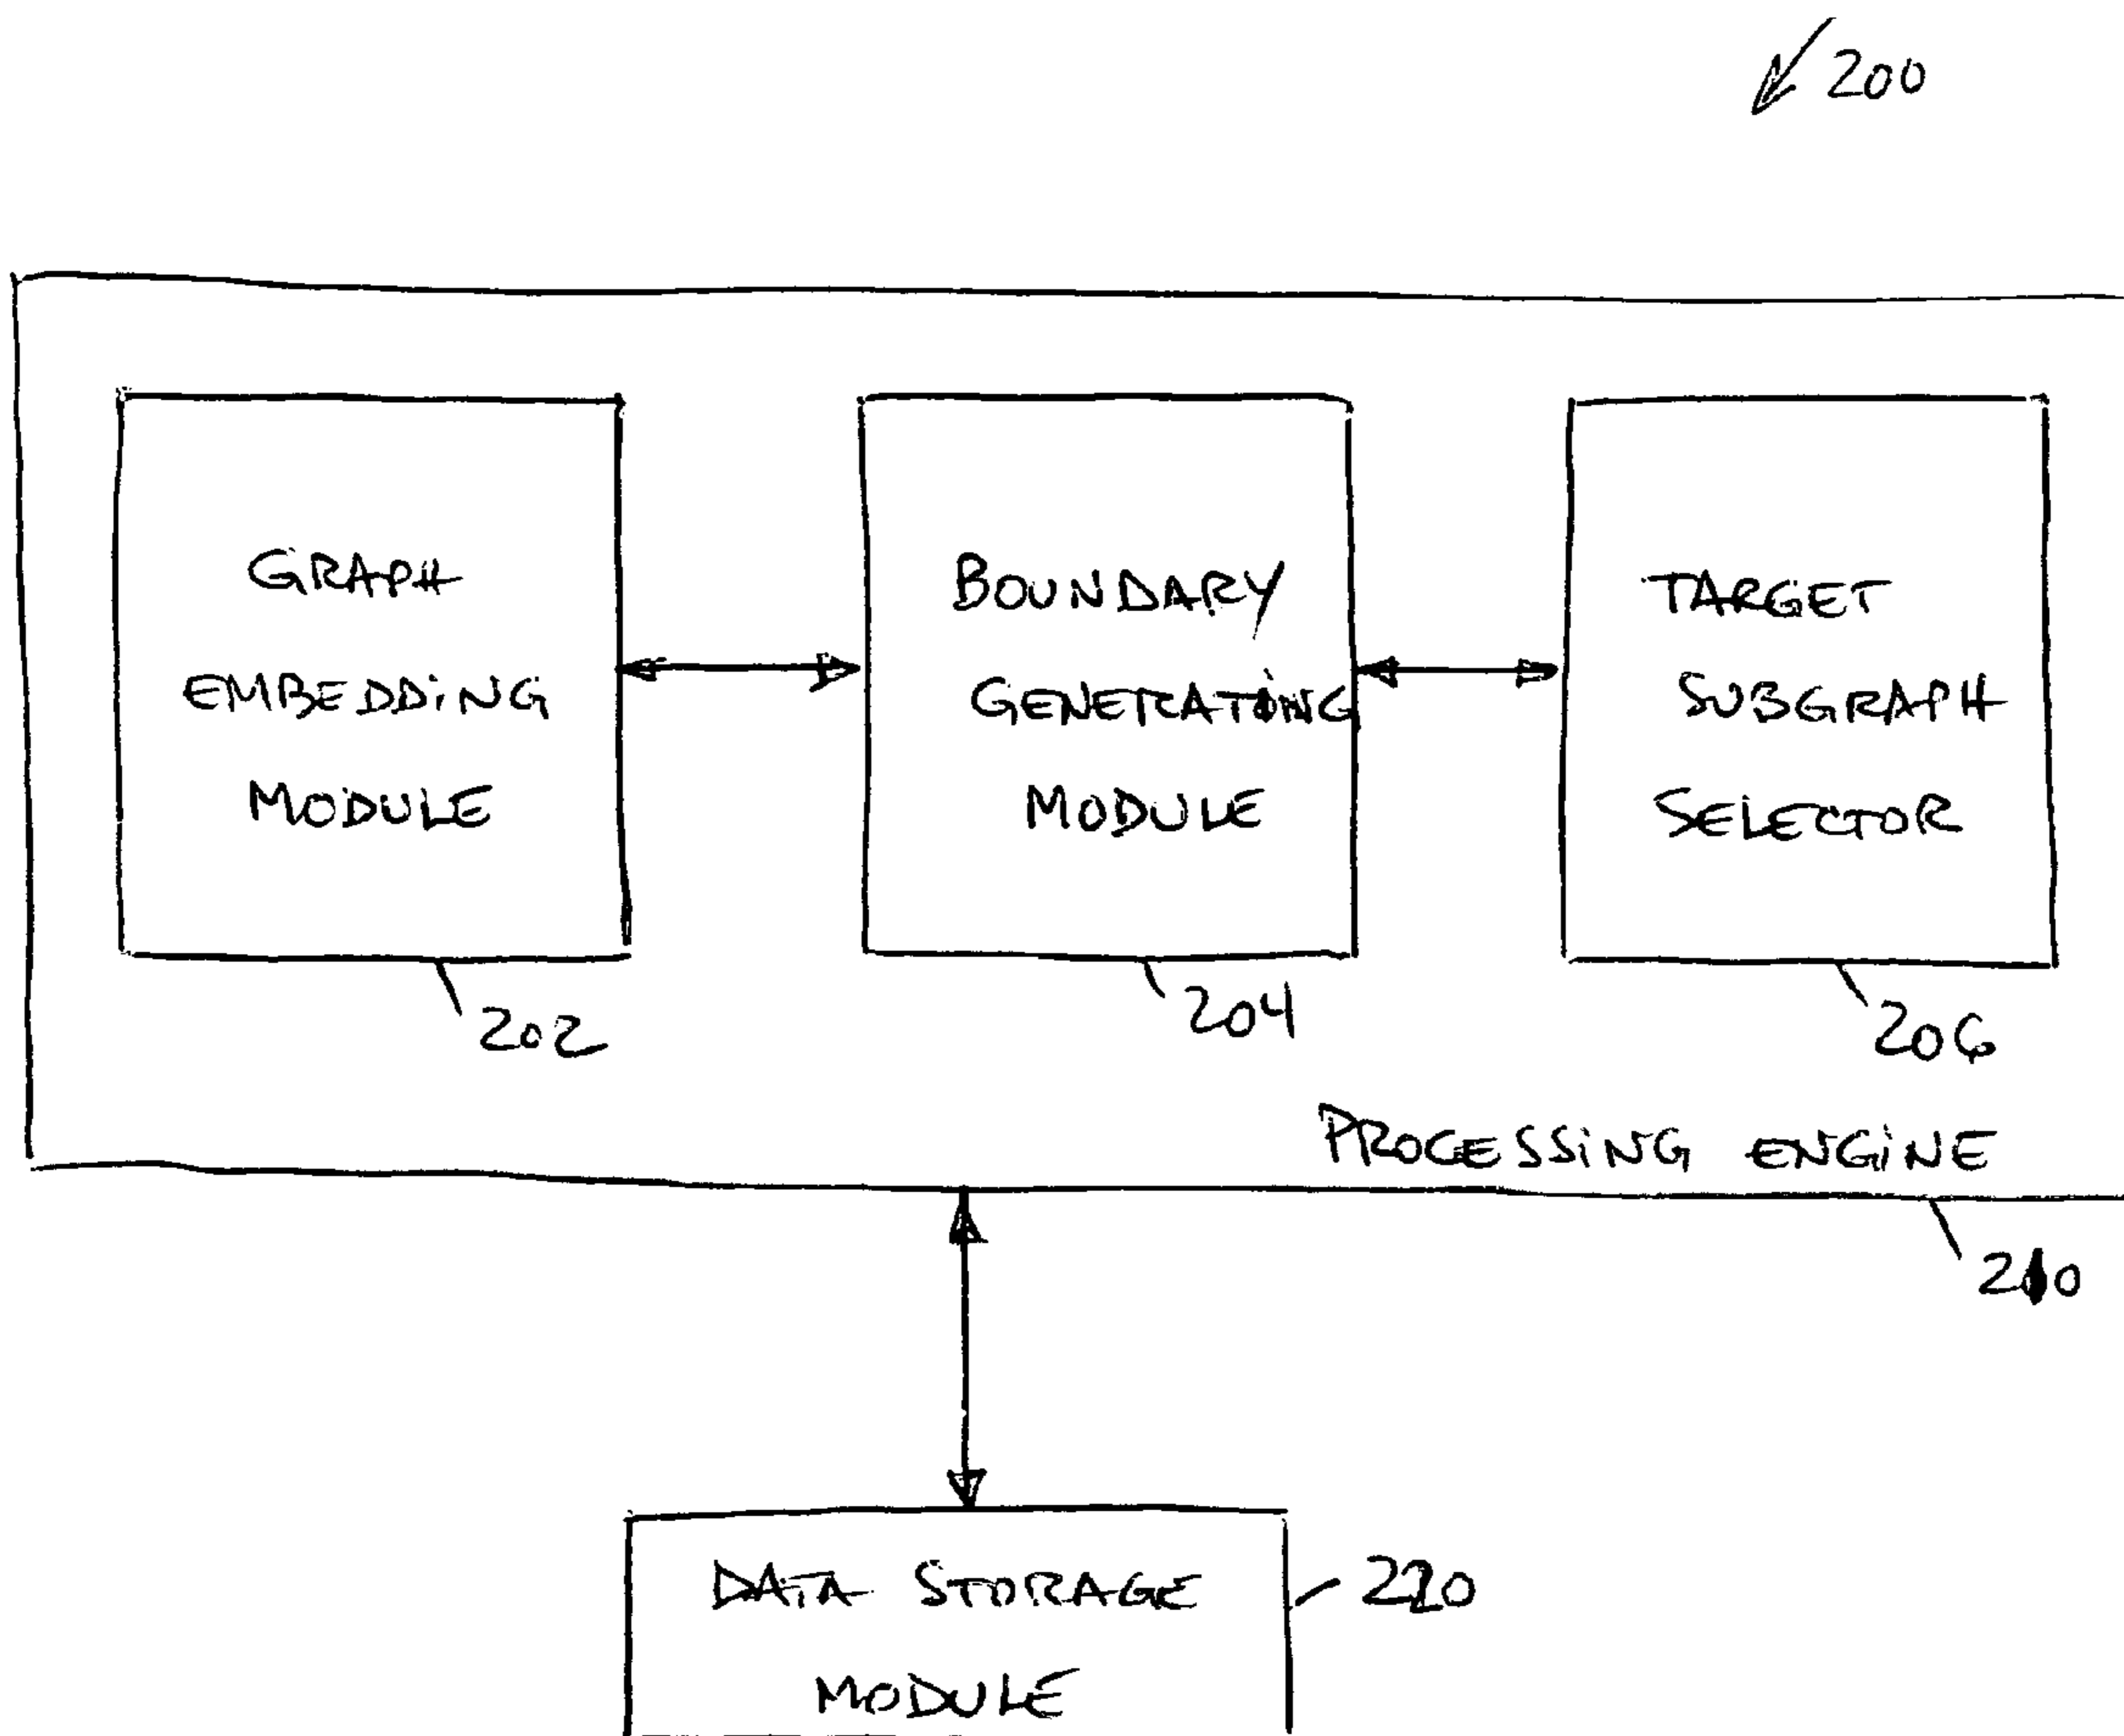 200
GRAPH
EMBEDDING
MODULE
BOUNDARY
GENERATING
MODULE
TARGET
SUBGRAPH
SELECTOR
202
204
206
PROCESSING ENGINE
210
DATA STORAGE
MODULE
220